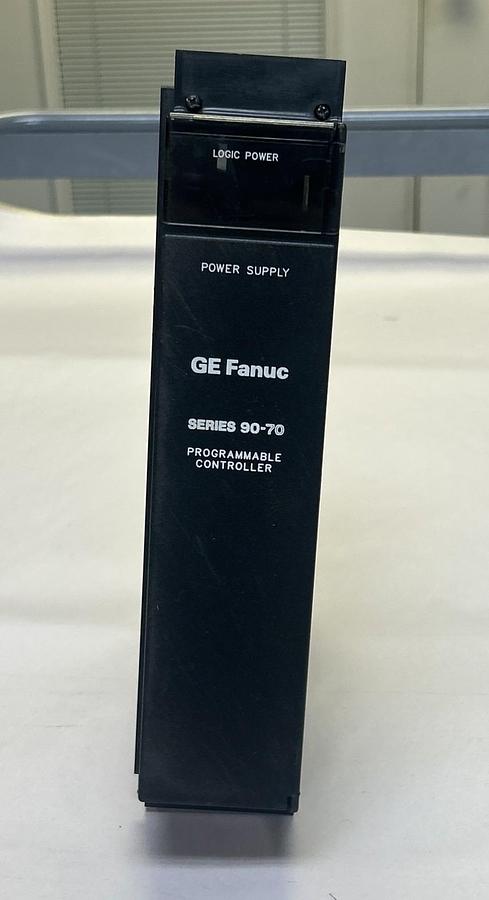 LOGIC POWER
POWER SUPPLY
GE Fanuc
SERIES 90-70
PROGRAMMABLE
CONTROLLER